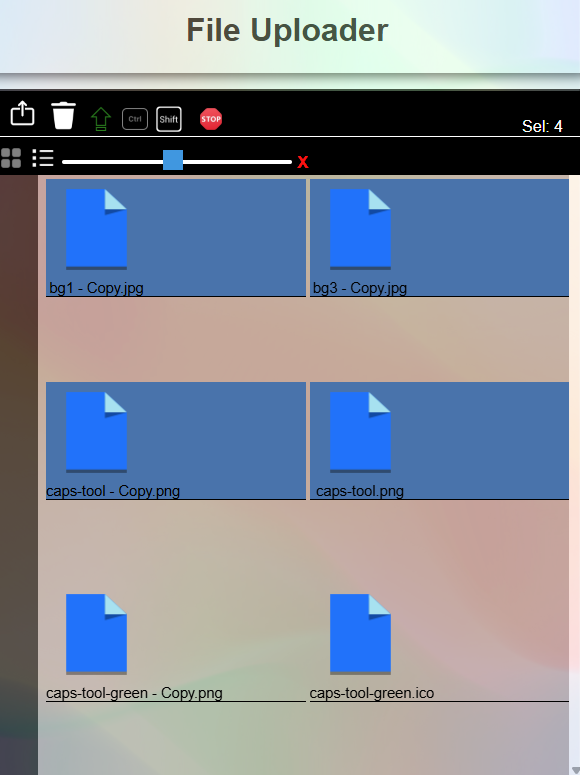 File Uploader
Ctrl Shift STOP
Sel: 4
x
bg1 - Copy.jpg
bg3 - Copy.jpg
caps-tool - Copy.png
caps-tool.png
caps-tool-green - Copy.png
caps-tool-green.ico